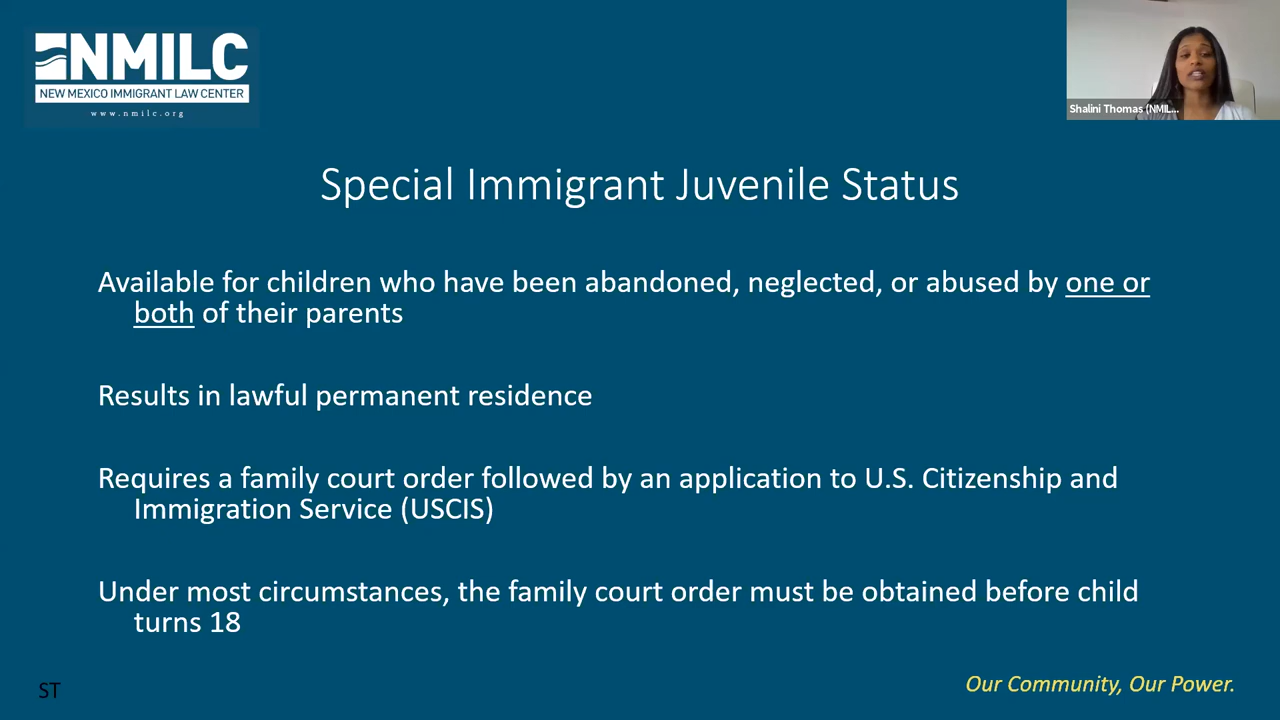 NMILC
NEW MEXICO IMMIGRANT LAW CENTER
www.nmilc.org
Shalini Thomas (NMIL...
Special Immigrant Juvenile Status
Available for children who have been abandoned, neglected, or abused by one or
both of their parents
Results in lawful permanent residence
Requires a family court order followed by an application to U.S. Citizenship and
Immigration Service (USCIS)
Under most circumstances, the family court order must be obtained before child
turns 18
ST
Our Community, Our Power.